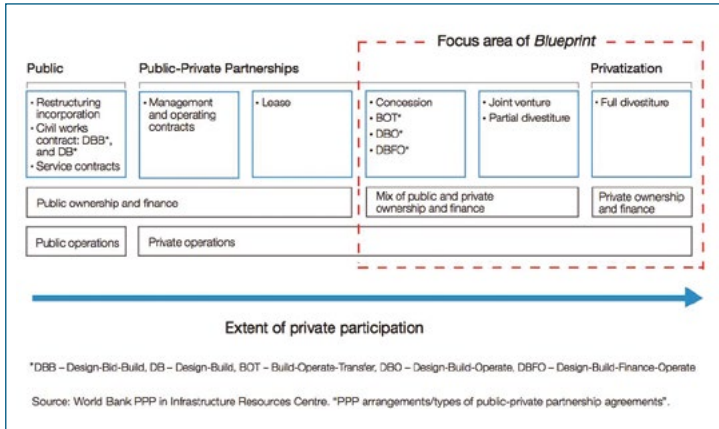 Focus area of Blueprint
Public
Public-Private Partnerships
Privatization
• Restructuring
incorporation
• Civil works
contract: DBB*,
and DB*
• Service contracts
• Management
and operating
contracts
• Lease
• Concession
• BOT*
• DBO*
• DBFO*
• Joint venture
• Partial divestiture
• Full divestiture
Public ownership and finance
Mix of public and private
ownership and finance
Private ownership
and finance
Public operations
Private operations
Extent of private participation
*DBB – Design-Bid-Build, DB – Design-Build, BOT – Build-Operate-Transfer, DBO – Design-Build-Operate, DBFO – Design-Build-Finance-Operate
Source: World Bank PPP in Infrastructure Resources Centre. "PPP arrangements/types of public-private partnership agreements".